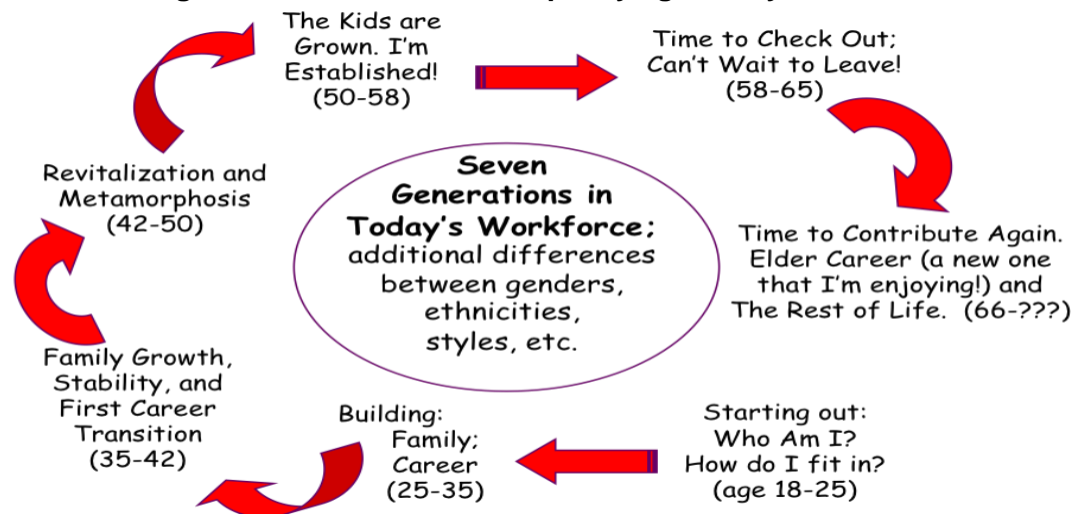 The Kids are
Grown. I'm
Established!
(50-58)
Time to Check Out;
Can't Wait to Leave!
(58-65)
Revitalization and
Metamorphosis
(42-50)
Seven
Generations in
Today's Workforce;
additional differences
between genders,
ethnicities,
styles, etc.
Time to Contribute Again.
Elder Career (a new one
that I'm enjoying!) and
The Rest of Life. (66-???)
Family Growth,
Stability, and
First Career
Transition
(35-42)
Building:
Family;
Career
(25-35)
Starting out:
Who Am I?
How do I fit in?
(age 18-25)